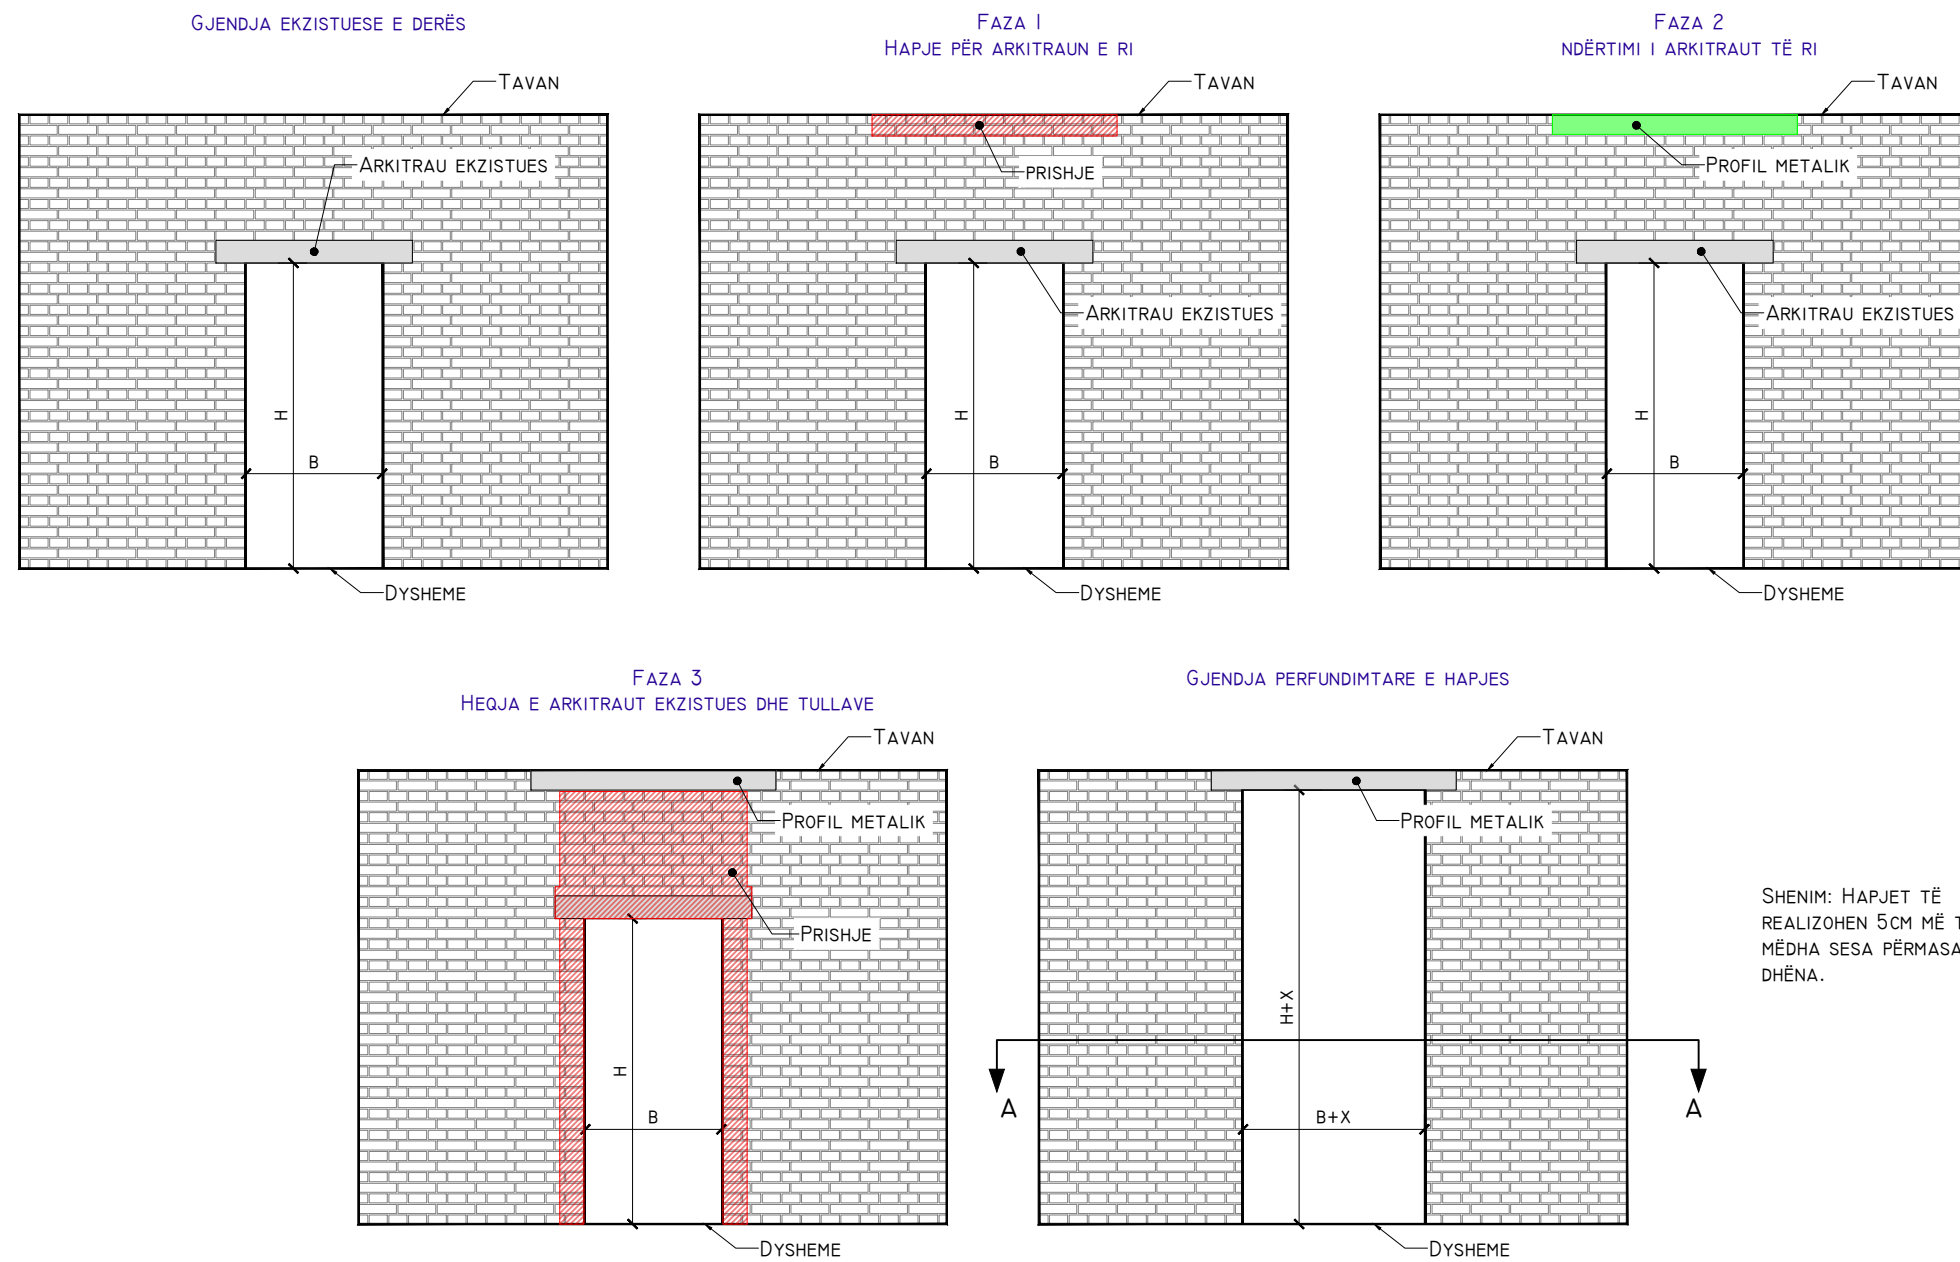 GJENDJA EKZISTUESE E DERËS
TAVAN
ARKITRAU EKZISTUES
H
B
DYSHEME
FAZA 1
HAPJE PËR ARKITRAUN E RI
TAVAN
PRISHJE
ARKITRAU EKZISTUES
H
B
DYSHEME
FAZA 2
NDËRTIMI I ARKITRAUT TË RI
TAVAN
PROFIL METALIK
ARKITRAU EKZISTUES
H
B
DYSHEME
FAZA 3
HEQJA E ARKITRAUT EKZISTUES DHE TULLAVE
TAVAN
PROFIL METALIK
PRISHJE
H
B
DYSHEME
GJENDJA PERFUNDIMTARE E HAPJES
TAVAN
PROFIL METALIK
H+X
B+X
A
A
DYSHEME
SHENIM: HAPJET TË
REALIZOHEN 5CM MË
MËDHA SESA PËRMASA
DHËNA.